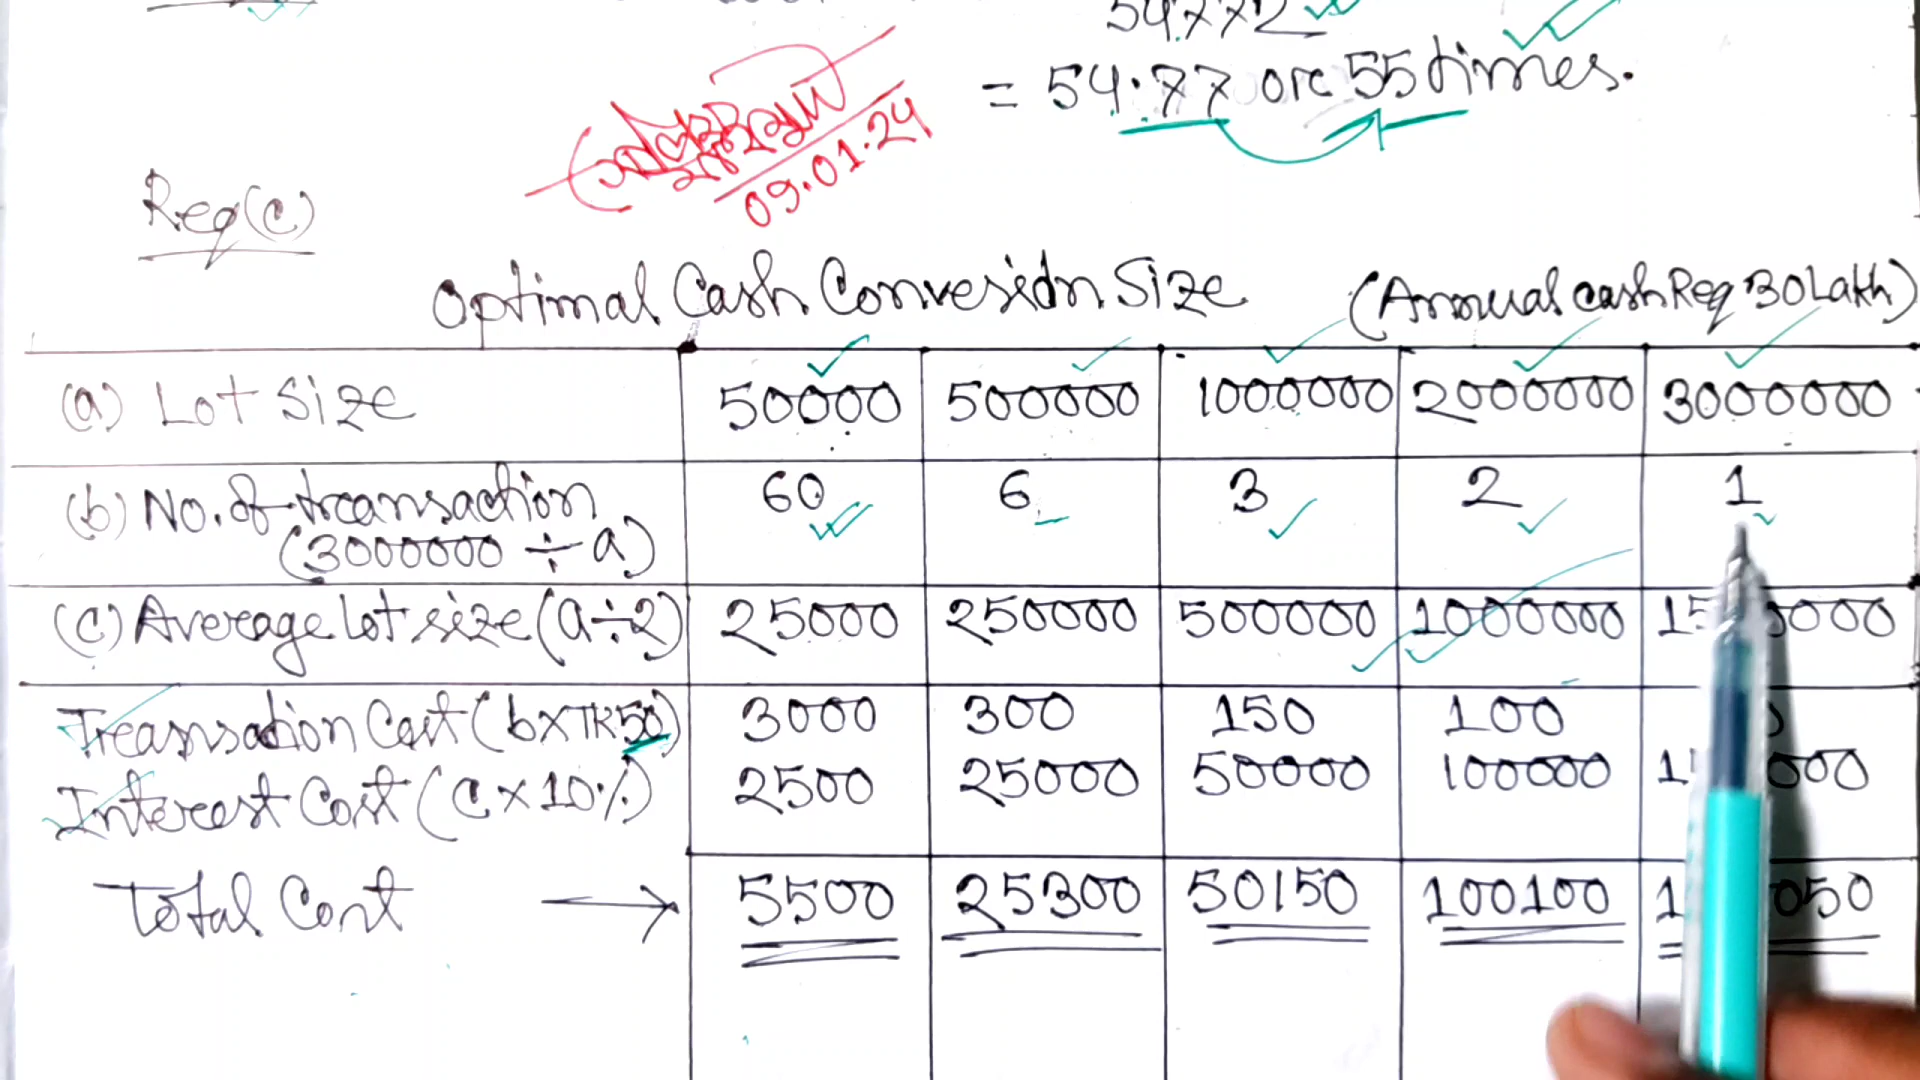 54772
= 54.77 or 55 times.
09.01.24
Req (c)
Optimal Cash Conversion Size (Annual cash Req 30 Lakh)
(a) Lot Size 50000 500000 1000000 2000000 3000000
(b) No. of transaction 60 6 3 2 1
(3000000 ÷ a)
(c) Average lot size (a÷2) 25000 250000 500000 1000000
Transaction Cost (b×TK 50) 3000 300 150 100
Interest Cost (c×10%) 2500 25000 50000 100000
Total Cost → 5500 25300 50150 100100